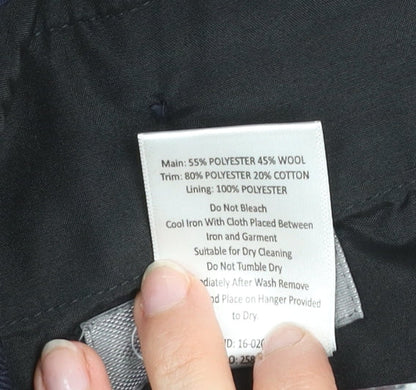 Main: 55% POLYESTER 45% WOOL
Trim: 80% POLYESTER 20% COTTON
Lining: 100% POLYESTER
Do Not Bleach
Cool Iron With Cloth Placed Between
Iron and Garment
Suitable for Dry Cleaning
Do Not Tumble Dry
After Wash Remove
Place on Hanger Provided
to Dry.